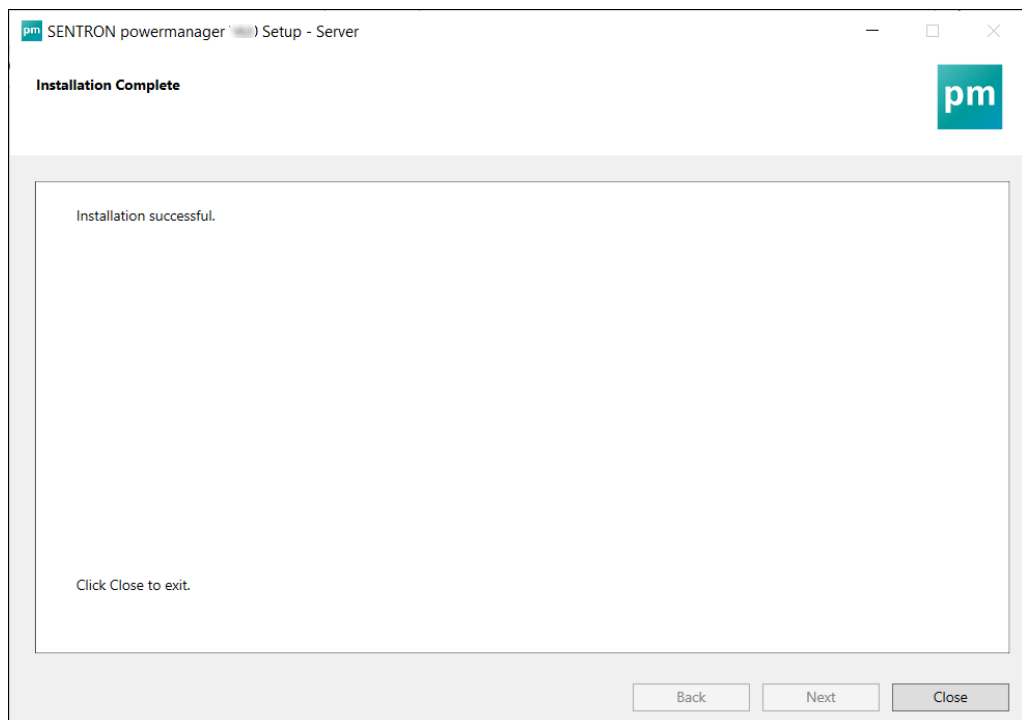 pm SENTRON powermanager ) Setup - Server
Installation Complete
pm
Installation successful.
Click Close to exit.
Back Next Close